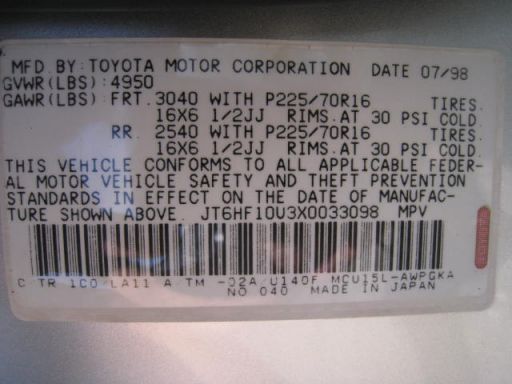 MFD.BY:TOYOTA MOTOR CORPORATION DATE 07/98
GVWR(LBS):4950
GAWR(LBS):FRT.3040 WITH P225/70R16 TIRES.
16X6 1/2JJ RIMS.AT 30 PSI COLD.
RR. 2540 WITH P225/70R16 TIRES.
16X6 1/2JJ RIMS.AT 30 PSI COLD.
THIS VEHICLE CONFORMS TO ALL APPLICABLE FEDER-
AL MOTOR VEHICLE SAFETY AND THEFT PREVENTION
STANDARDS IN EFFECT ON THE DATE OF MANUFAC-
TURE SHOWN ABOVE. JT6HF10U3X0033098 MPV
C/TR 1C0/LA11 A/TM -02A/U140F MCU15L-AWPGKA
NO 040 MADE IN JAPAN